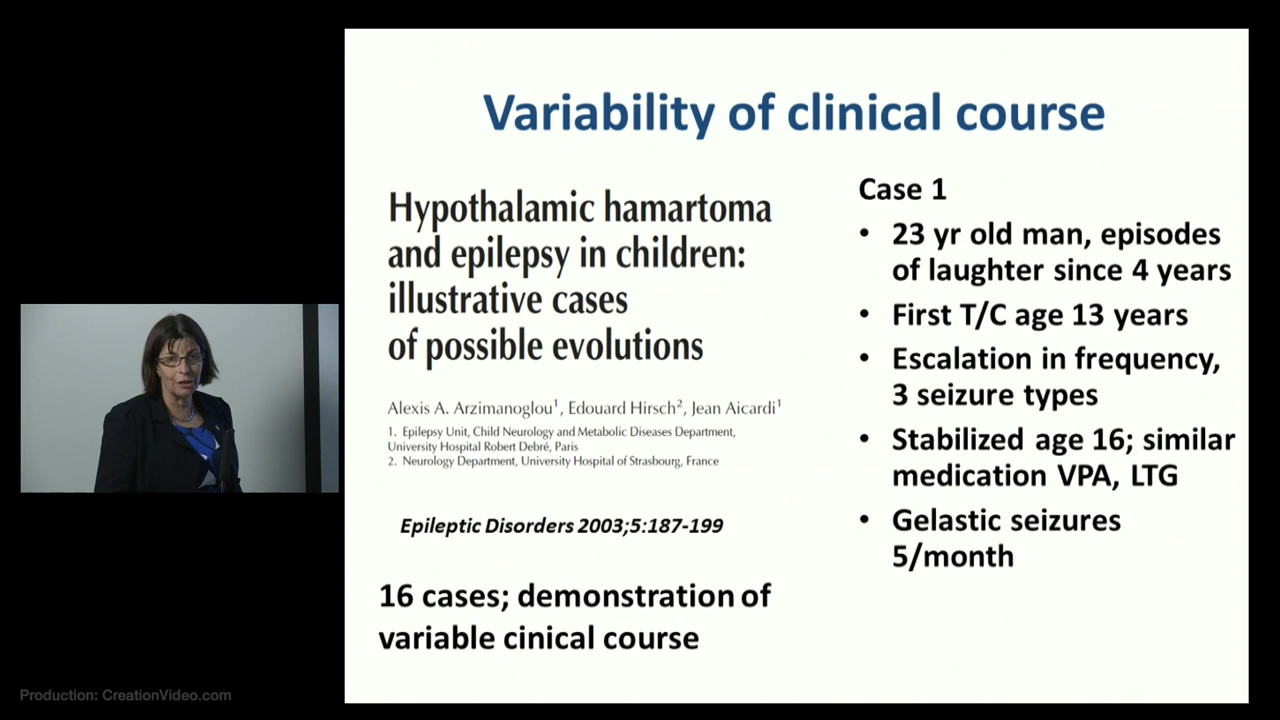 Variability of clinical course
Hypothalamic hamartoma
and epilepsy in children:
illustrative cases
of possible evolutions
Alexis A. Arzimanoglou¹, Edouard Hirsch², Jean Aicardi¹
1. Epilepsy Unit, Child Neurology and Metabolic Diseases Department,
University Hospital Robert Debré, Paris
2. Neurology Department, University Hospital of Strasbourg, France
Epileptic Disorders 2003;5:187-199
16 cases; demonstration of
variable cinical course
Case 1
• 23 yr old man, episodes
of laughter since 4 years
• First T/C age 13 years
• Escalation in frequency,
3 seizure types
• Stabilized age 16; similar
medication VPA, LTG
• Gelastic seizures
5/month
Production: CreationVideo.com